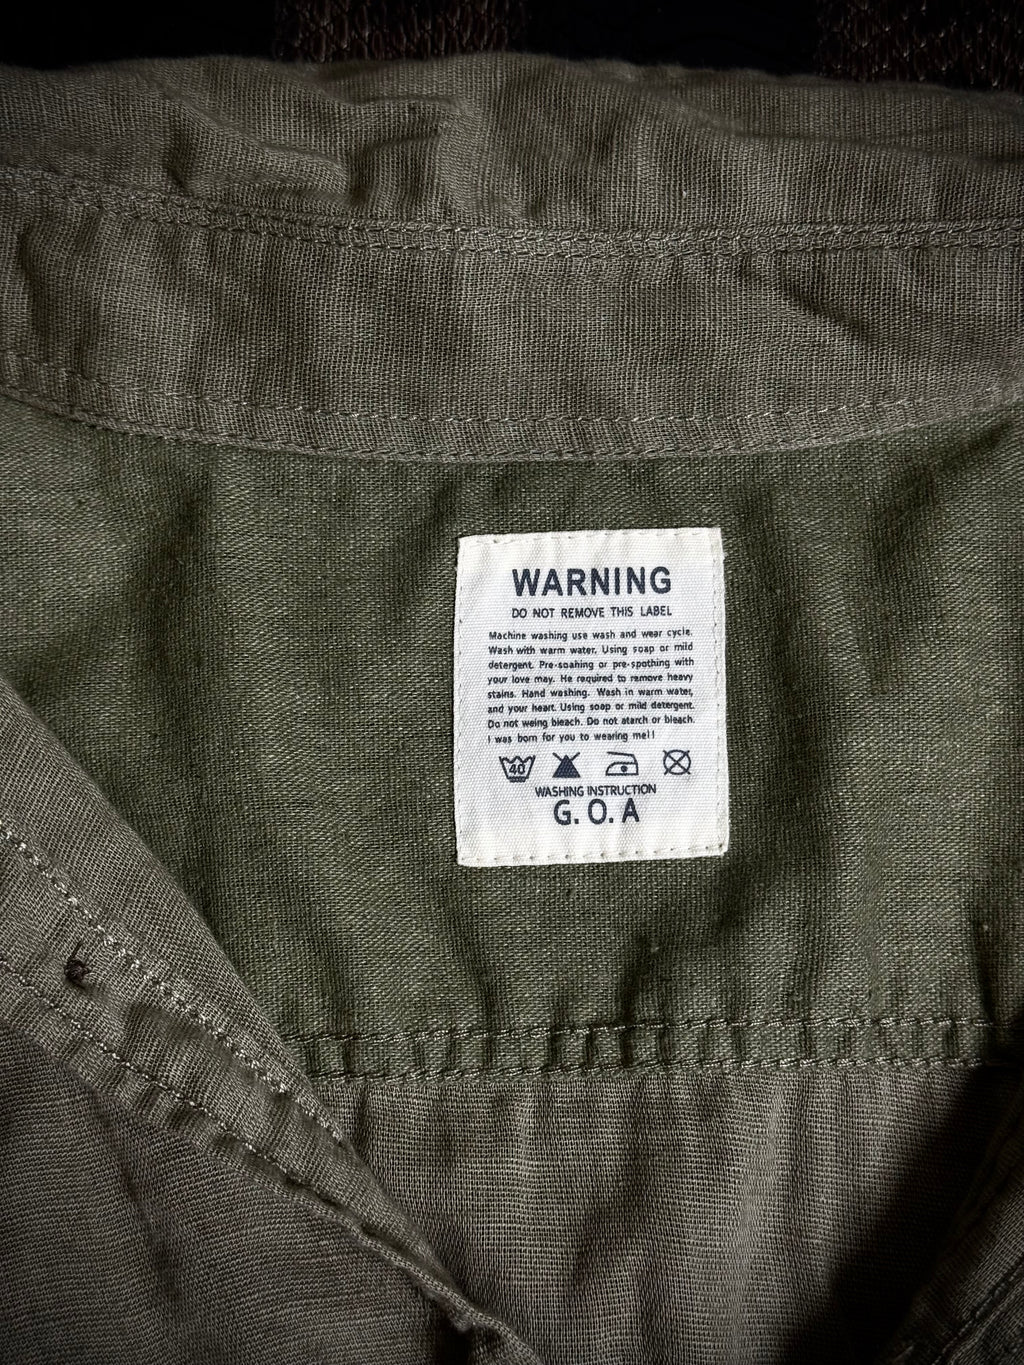 WARNING
DO NOT REMOVE THIS LABEL
Machine washing use wash and wear cycle.
Wash with warm water. Using soap or mild
detergent. Pre-soahing or pre-spothing with
your love may. He required to remove heavy
stains. Hand washing. Wash in warm water,
and your heart. Using soap or mild detergent.
Do not weing bleach. Do not atarch or bleach.
I was born for you to wearing me!!
40
WASHING INSTRUCTION
G. O. A